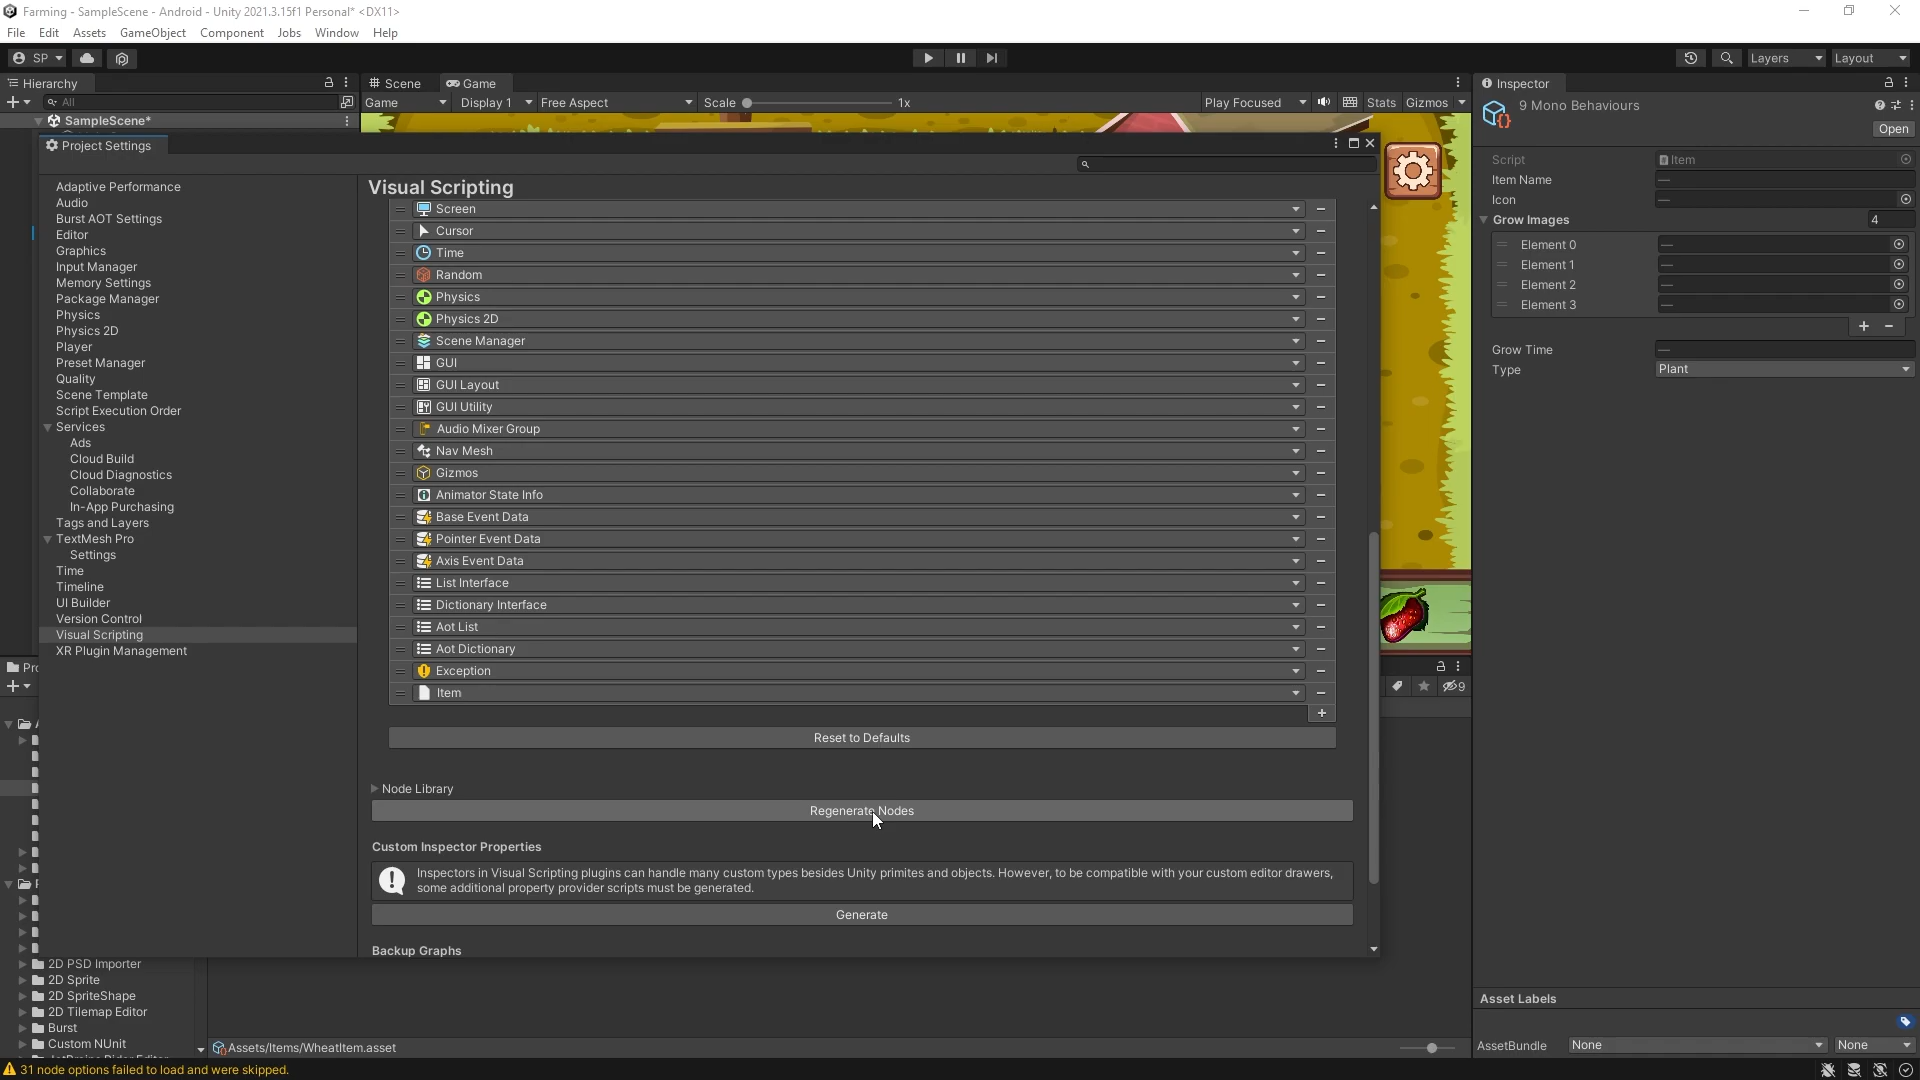 Farming - SampleScene - Android - Unity 2021.3.15f1 Personal* <DX11>
File Edit Assets GameObject Component Jobs Window Help
SP
Layers Layout
Hierarchy
Scene Game
Inspector
All
Game Display 1 Free Aspect Scale 1x Play Focused Stats Gizmos
9 Mono Behaviours
Open
SampleScene*
Project Settings
Script Item
Item Name —
Icon —
Grow Images 4
Element 0 —
Element 1 —
Element 2 —
Element 3 —
Grow Time —
Type Plant
Adaptive Performance
Audio
Burst AOT Settings
Editor
Graphics
Input Manager
Memory Settings
Package Manager
Physics
Physics 2D
Player
Preset Manager
Quality
Scene Template
Script Execution Order
Services
Ads
Cloud Build
Cloud Diagnostics
Collaborate
In-App Purchasing
Tags and Layers
TextMesh Pro
Settings
Time
Timeline
UI Builder
Version Control
Visual Scripting
XR Plugin Management
Visual Scripting
Screen
Cursor
Time
Random
Physics
Physics 2D
Scene Manager
GUI
GUI Layout
GUI Utility
Audio Mixer Group
Nav Mesh
Gizmos
Animator State Info
Base Event Data
Pointer Event Data
Axis Event Data
List Interface
Dictionary Interface
Aot List
Aot Dictionary
Exception
Item
Reset to Defaults
Node Library
Regenerate Nodes
Custom Inspector Properties
Inspectors in Visual Scripting plugins can handle many custom types besides Unity primites and objects. However, to be compatible with your custom editor drawers,
some additional property provider scripts must be generated.
Generate
Backup Graphs
9
2D PSD Importer
2D Sprite
2D SpriteShape
2D Tilemap Editor
Burst
Custom NUnit
Assets/Items/WheatItem.asset
Asset Labels
AssetBundle None None
31 node options failed to load and were skipped.